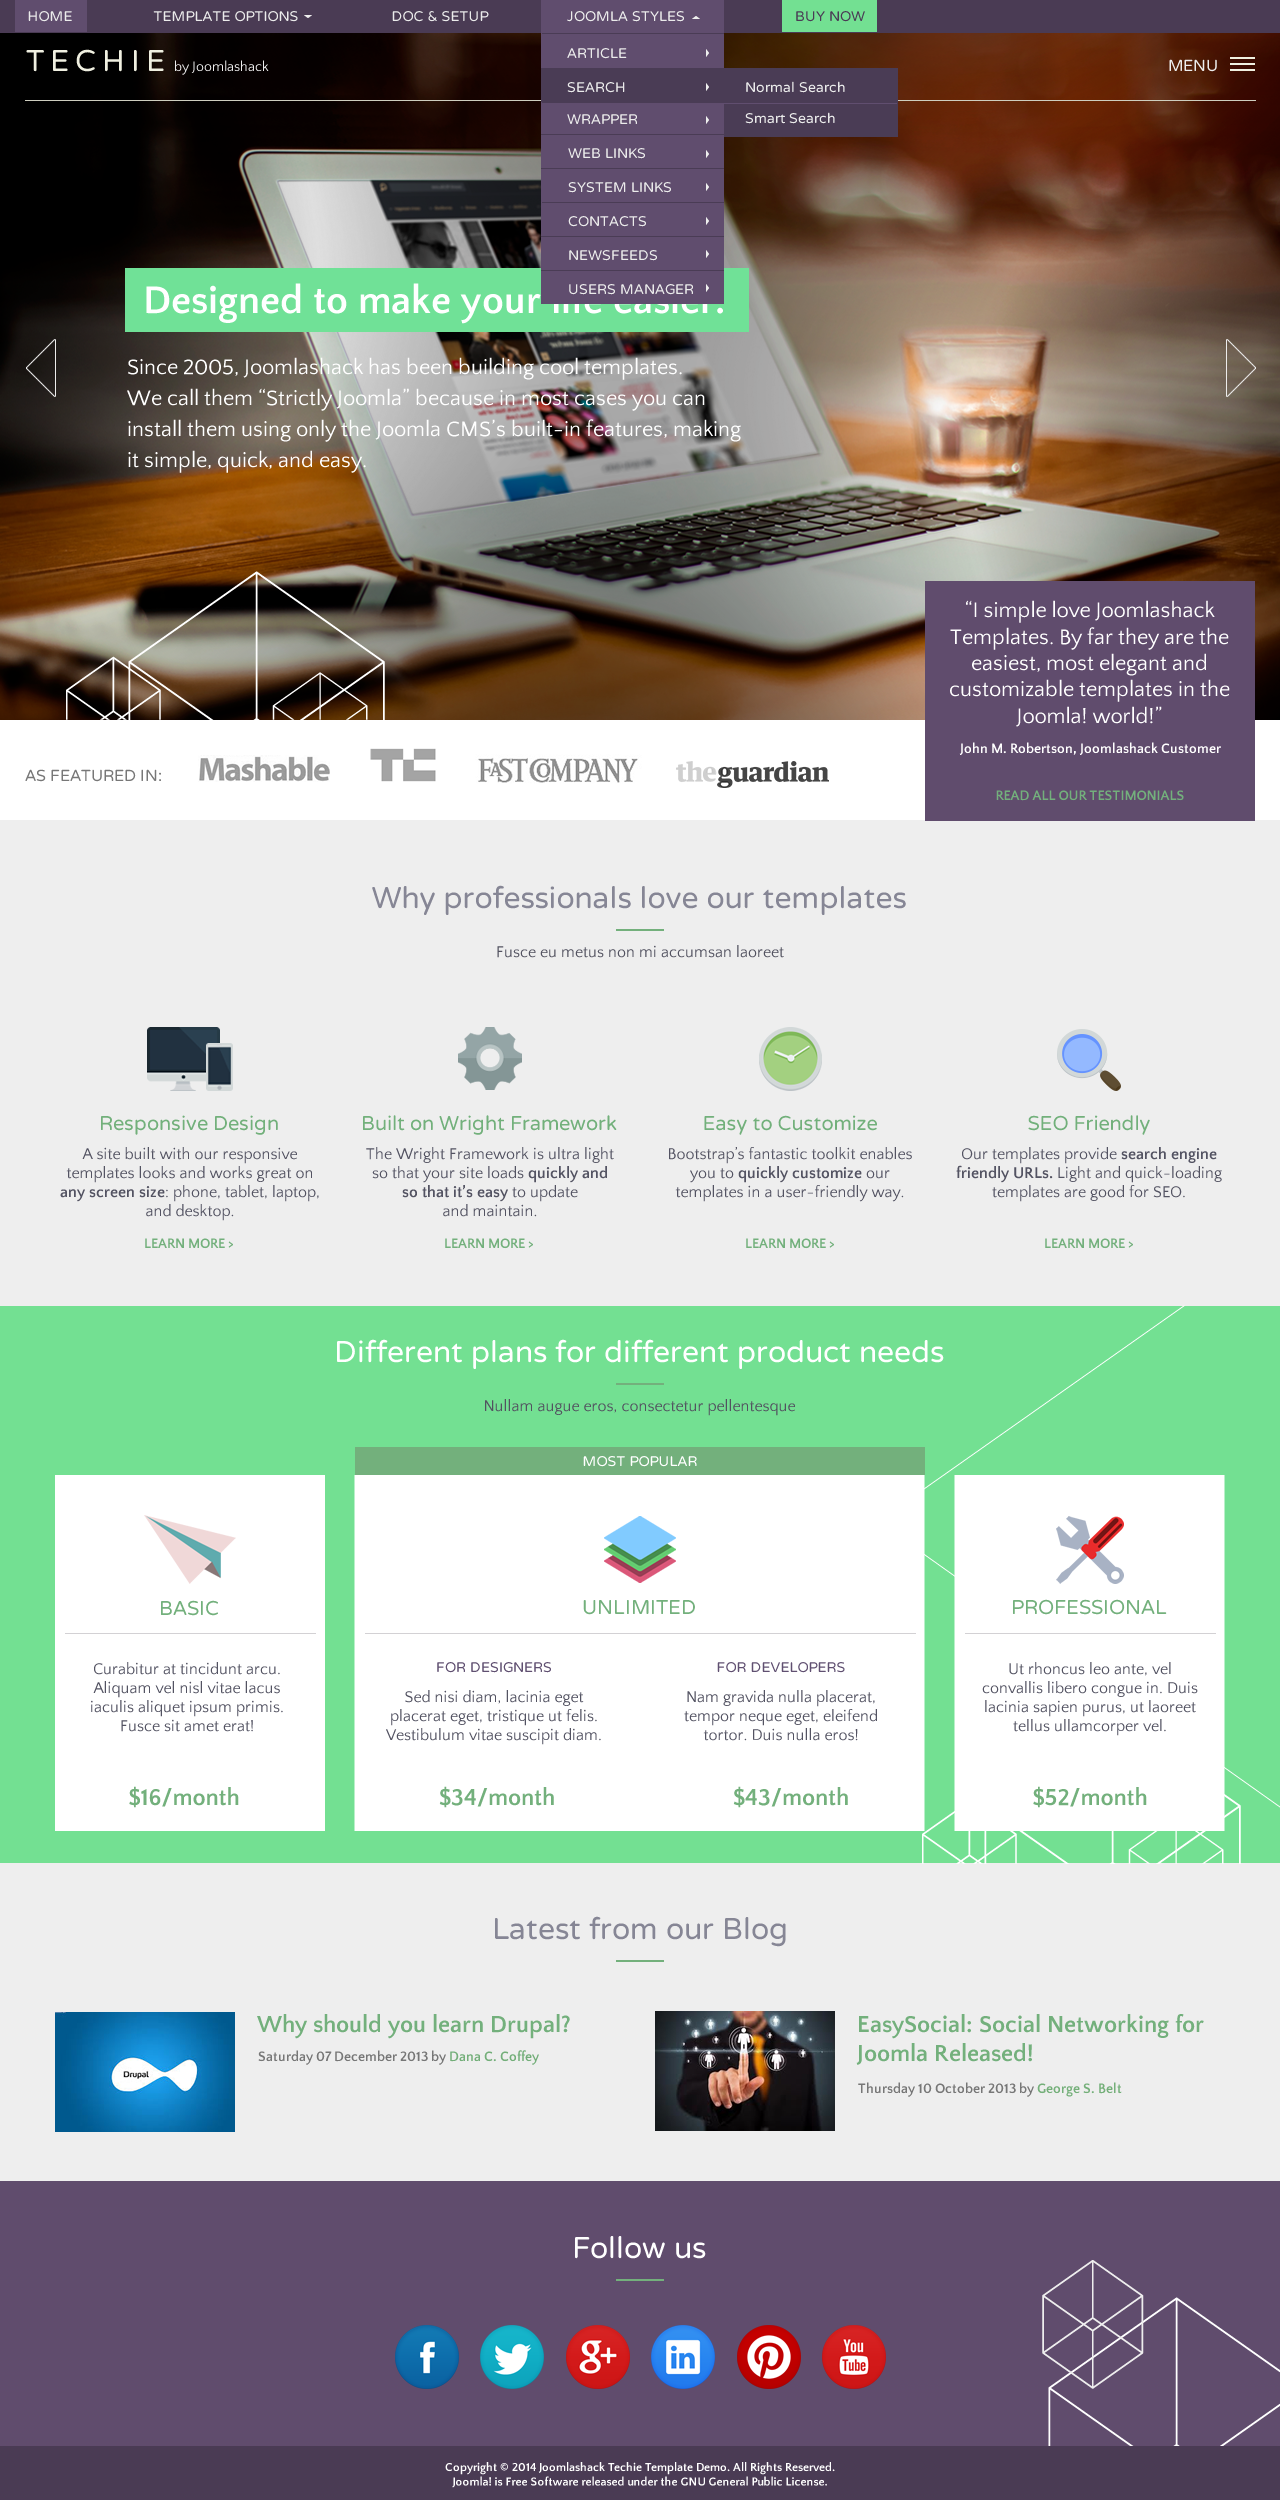 HOME
TEMPLATE OPTIONS
DOC & SETUP
JOOMLA STYLES
BUY NOW
ARTICLE
SEARCH
Normal Search
WRAPPER
Smart Search
WEB LINKS
SYSTEM LINKS
CONTACTS
NEWSFEEDS
USERS MANAGER
TECHIE by Joomlashack
MENU
Designed to make your life easier!
Since 2005, Joomlashack has been building cool templates.
We call them “Strictly Joomla” because in most cases you can
install them using only the Joomla CMS’s built-in features, making
it simple, quick, and easy.
“I simple love Joomlashack
Templates. By far they are the
easiest, most elegant and
customizable templates in the
Joomla! world!”
John M. Robertson, Joomlashack Customer
READ ALL OUR TESTIMONIALS
AS FEATURED IN:
Mashable
TC
FAST COMPANY
theguardian
Why professionals love our templates
Fusce eu metus non mi accumsan laoreet
Responsive Design
A site built with our responsive
templates looks and works great on
any screen size: phone, tablet, laptop,
and desktop.
LEARN MORE >
Built on Wright Framework
The Wright Framework is ultra light
so that your site loads quickly and
so that it’s easy to update
and maintain.
LEARN MORE >
Easy to Customize
Bootstrap’s fantastic toolkit enables
you to quickly customize our
templates in a user-friendly way.
LEARN MORE >
SEO Friendly
Our templates provide search engine
friendly URLs. Light and quick-loading
templates are good for SEO.
LEARN MORE >
Different plans for different product needs
Nullam augue eros, consectetur pellentesque
BASIC
Curabitur at tincidunt arcu.
Aliquam vel nisl vitae lacus
iaculis aliquet ipsum primis.
Fusce sit amet erat!
$16/month
MOST POPULAR
UNLIMITED
FOR DESIGNERS
Sed nisi diam, lacinia eget
placerat eget, tristique ut felis.
Vestibulum vitae suscipit diam.
$34/month
FOR DEVELOPERS
Nam gravida nulla placerat,
tempor neque eget, eleifend
tortor. Duis nulla eros!
$43/month
PROFESSIONAL
Ut rhoncus leo ante, vel
convallis libero congue in. Duis
lacinia sapien purus, ut laoreet
tellus ullamcorper vel.
$52/month
Latest from our Blog
Drupal
Why should you learn Drupal?
Saturday 07 December 2013 by Dana C. Coffey
EasySocial: Social Networking for
Joomla Released!
Thursday 10 October 2013 by George S. Belt
Follow us
f
g+
in
You
Tube
Copyright © 2014 Joomlashack Techie Template Demo. All Rights Reserved.
Joomla! is Free Software released under the GNU General Public License.